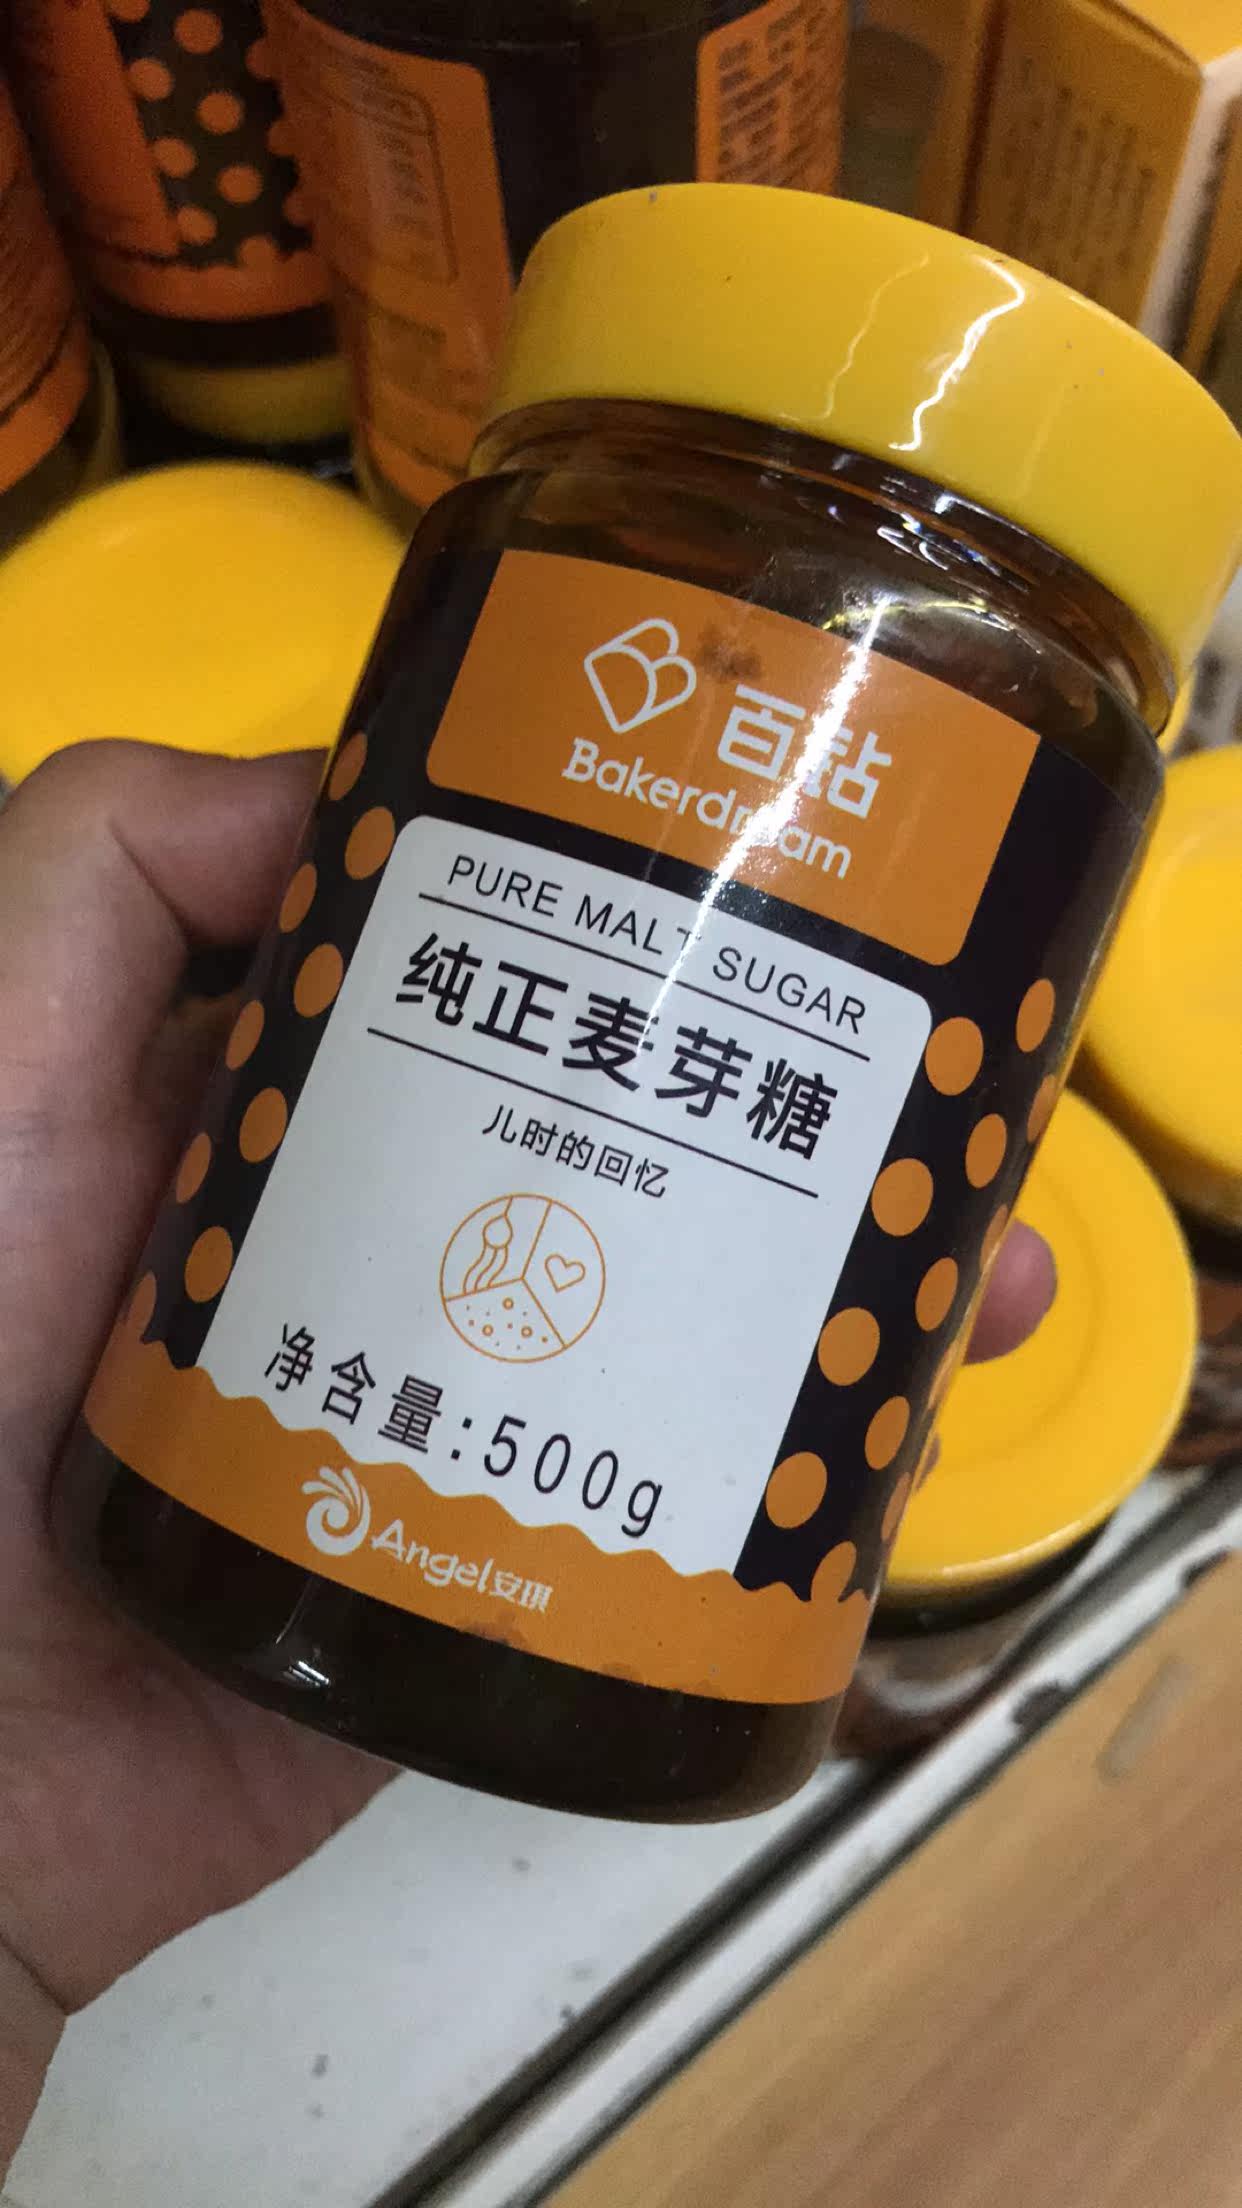 百钻
Bakerdream
PURE MALT SUGAR
纯正麦芽糖
儿时的回忆
净含量:500g
Angel安琪